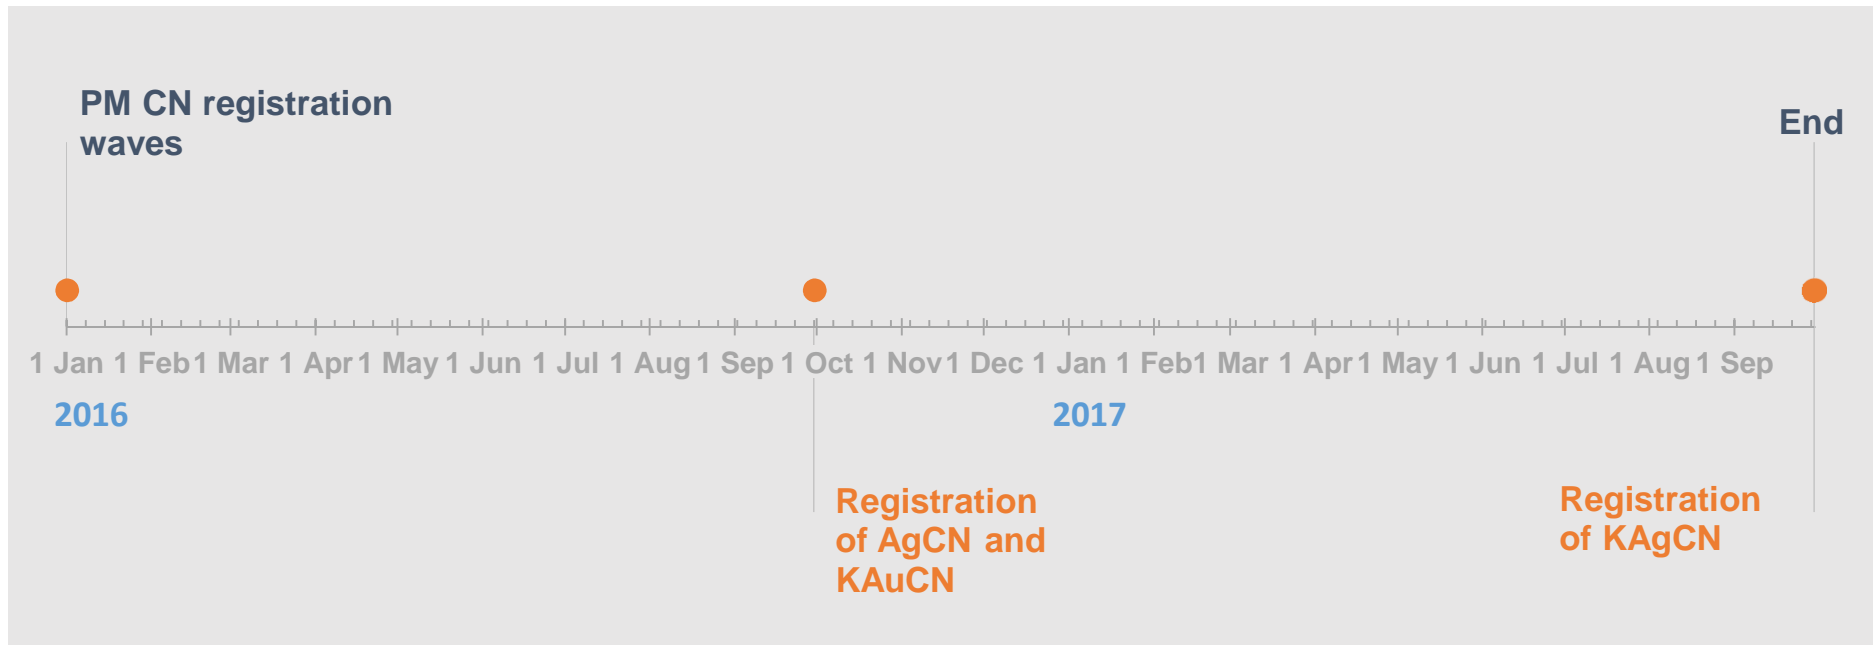 PM CN registration
waves
End
1 Jan 1 Feb 1 Mar 1 Apr 1 May 1 Jun 1 Jul 1 Aug 1 Sep 1 Oct 1 Nov 1 Dec 1 Jan 1 Feb 1 Mar 1 Apr 1 May 1 Jun 1 Jul 1 Aug 1 Sep
2016 2017
Registration
of AgCN and
KAuCN
Registration
of KAgCN